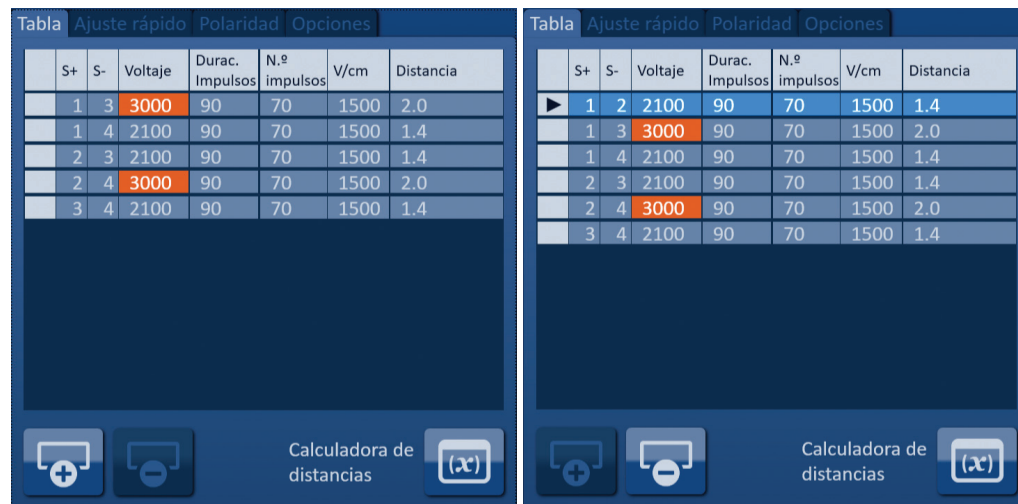 Tabla Ajuste rápido Polaridad Opciones
S+ S- Voltaje Durac. Impulsos N.º impulsos V/cm Distancia
1 3 3000 90 70 1500 2.0
1 4 2100 90 70 1500 1.4
2 3 2100 90 70 1500 1.4
2 4 3000 90 70 1500 2.0
3 4 2100 90 70 1500 1.4
Calculadora de
distancias
(x)
Tabla Ajuste rápido Polaridad Opciones
S+ S- Voltaje Durac. Impulsos N.º impulsos V/cm Distancia
1 2 2100 90 70 1500 1.4
1 3 3000 90 70 1500 2.0
1 4 2100 90 70 1500 1.4
2 3 2100 90 70 1500 1.4
2 4 3000 90 70 1500 2.0
3 4 2100 90 70 1500 1.4
Calculadora de
distancias
(x)